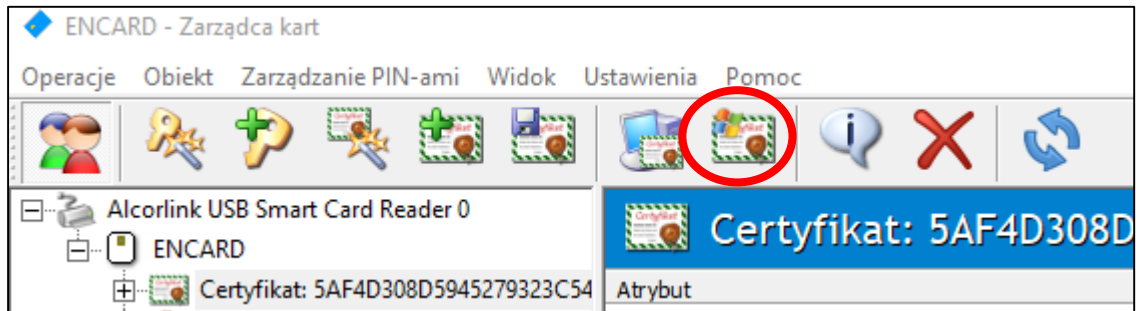 ENCARD - Zarządca kart
Operacje Obiekt Zarządzanie PIN-ami Widok Ustawienia Pomoc
Alcorlink USB Smart Card Reader 0
ENCARD
Certyfikat: 5AF4D308D5945279323C54
Certyfikat: 5AF4D308D
Atrybut